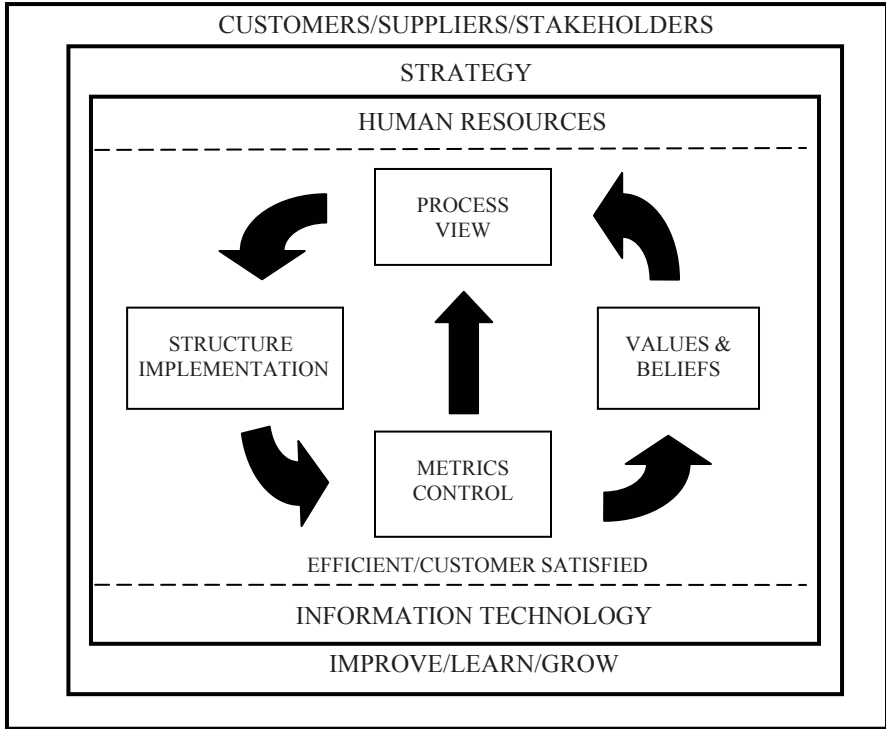 CUSTOMERS/SUPPLIERS/STAKEHOLDERS
STRATEGY
HUMAN RESOURCES
PROCESS
VIEW
STRUCTURE
IMPLEMENTATION
VALUES &
BELIEFS
METRICS
CONTROL
EFFICIENT/CUSTOMER SATISFIED
INFORMATION TECHNOLOGY
IMPROVE/LEARN/GROW